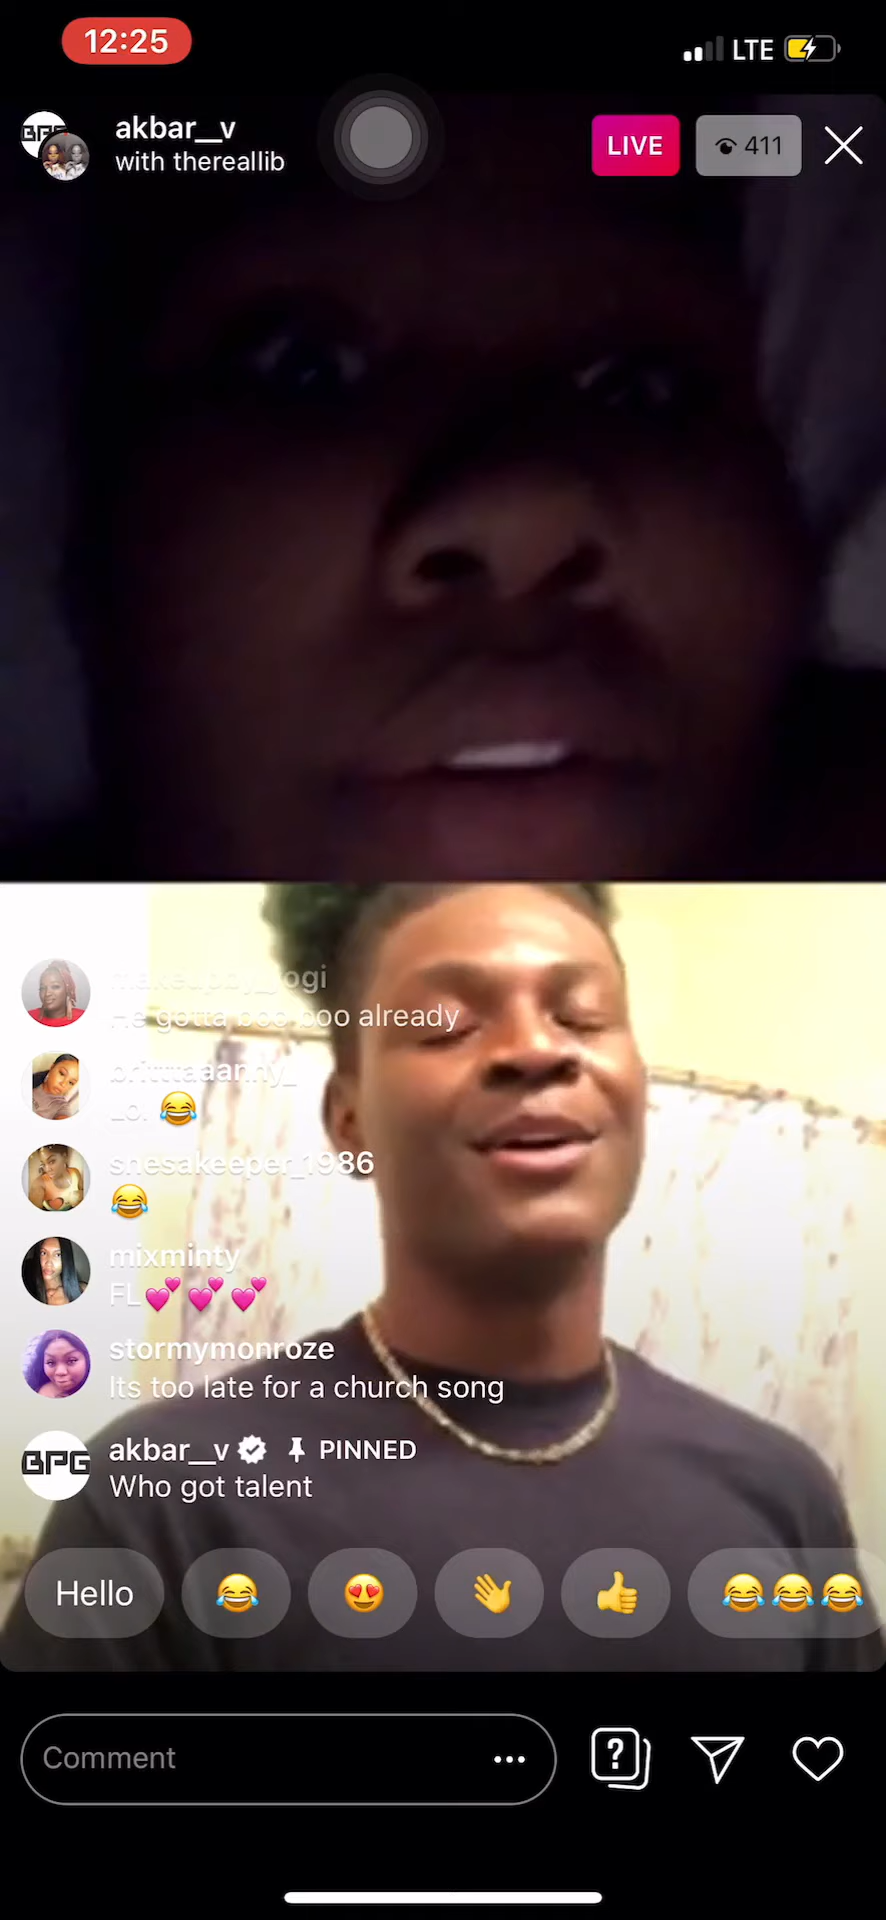 12:25
LTE
akbar__v
with thereallib
LIVE
411
He gotta boo boo already
shesakeeper_1986
mixminty
FL💕💕💕
stormymonroze
Its too late for a church song
BPG
akbar__v PINNED
Who got talent
Hello
Comment